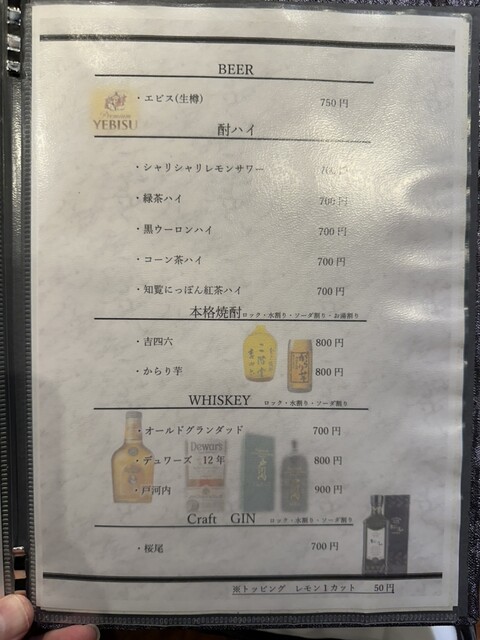 BEER
・エビス(生樽) 750円
Premium
YEBISU
酎ハイ
・シャリシャリレモンサワー 700円
・緑茶ハイ 700円
・黒ウーロンハイ 700円
・コーン茶ハイ 700円
・知覧にっぽん紅茶ハイ 700円
本格焼酎 ロック・水割り・ソーダ割り・お湯割り
・吉四六 800円
・からり芋 800円
WHISKEY ロック・水割り・ソーダ割り
・オールドグランダッド 700円
Dewar's
・デュワーズ 12年 800円
・戸河内 900円
Craft GIN ロック・水割り・ソーダ割り
・桜尾 700円
※トッピング レモン1カット 50円